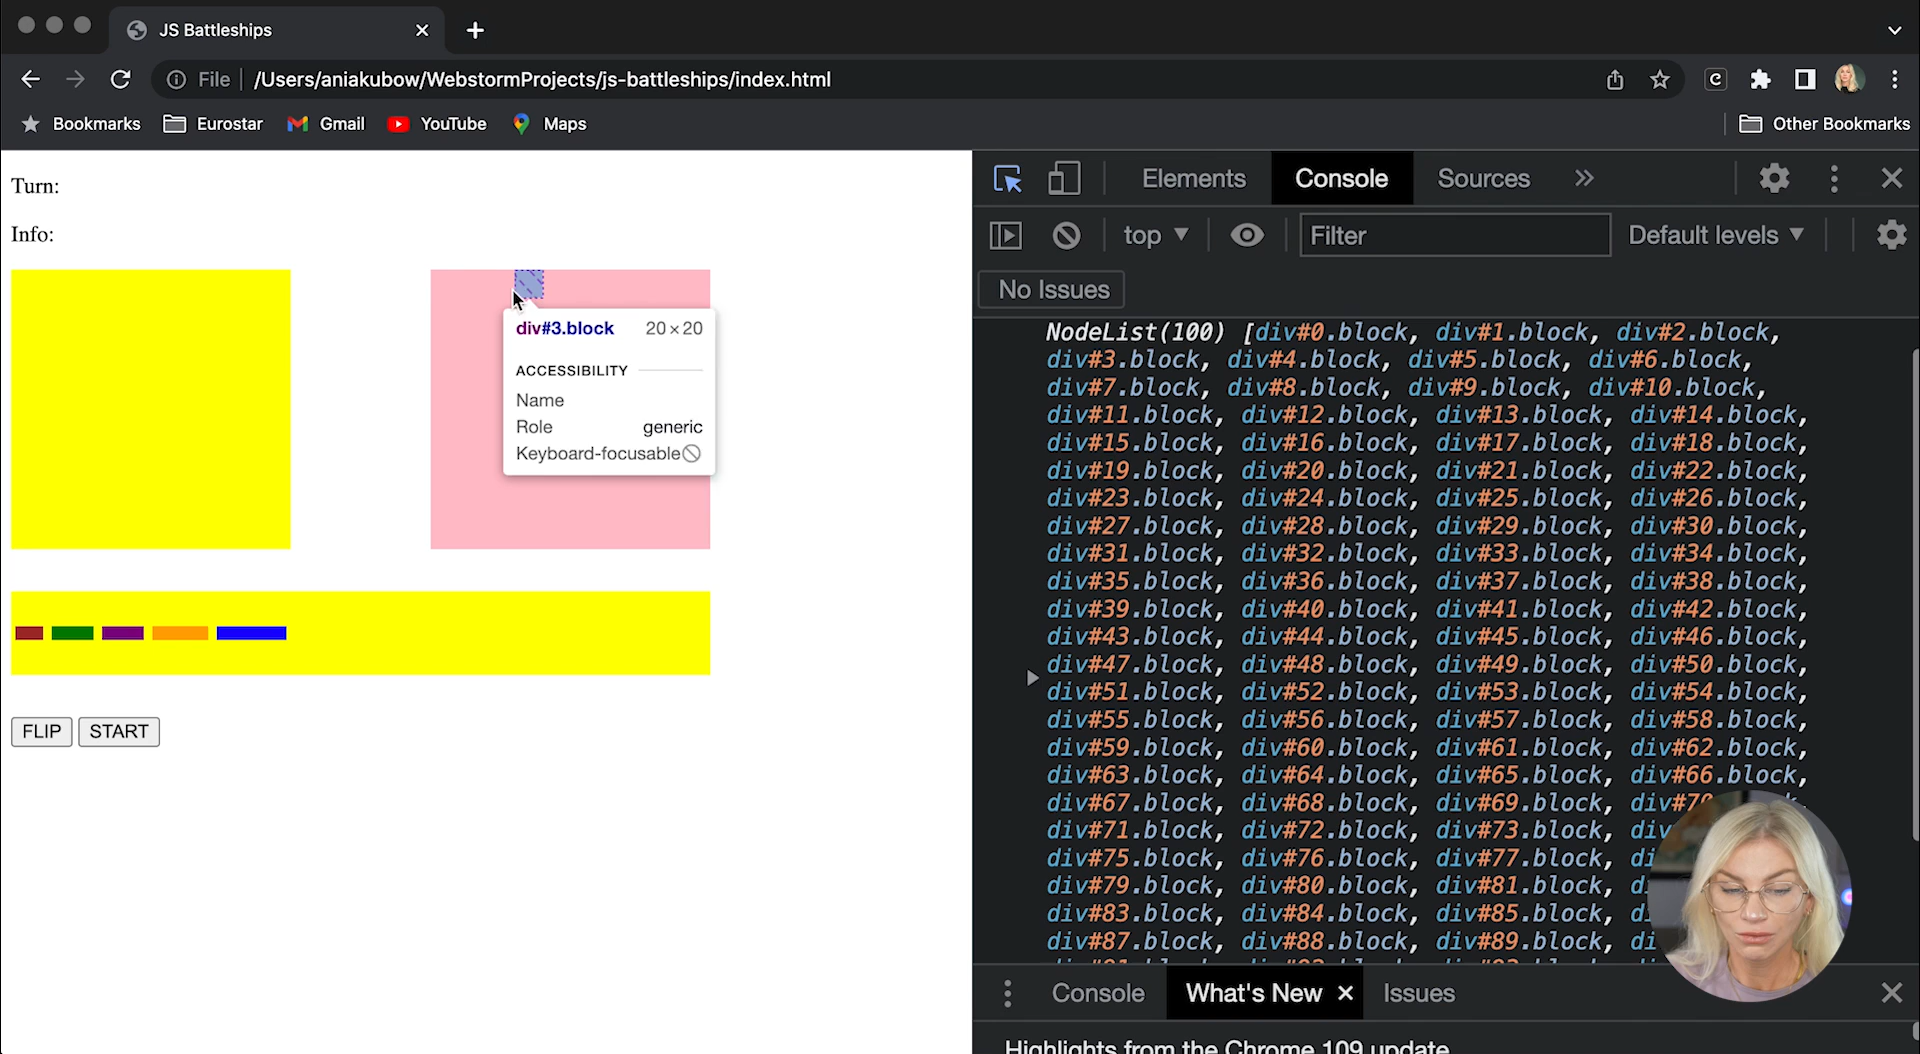 JS Battleships
File /Users/aniakubow/WebstormProjects/js-battleships/index.html
Bookmarks Eurostar Gmail YouTube Maps Other Bookmarks
Turn:
Info:
div#3.block 20 × 20
ACCESSIBILITY
Name
Role generic
Keyboard-focusable
FLIP START
Elements Console Sources
top Filter Default levels
No Issues
NodeList(100) [div#0.block, div#1.block, div#2.block,
div#3.block, div#4.block, div#5.block, div#6.block,
div#7.block, div#8.block, div#9.block, div#10.block,
div#11.block, div#12.block, div#13.block, div#14.block,
div#15.block, div#16.block, div#17.block, div#18.block,
div#19.block, div#20.block, div#21.block, div#22.block,
div#23.block, div#24.block, div#25.block, div#26.block,
div#27.block, div#28.block, div#29.block, div#30.block,
div#31.block, div#32.block, div#33.block, div#34.block,
div#35.block, div#36.block, div#37.block, div#38.block,
div#39.block, div#40.block, div#41.block, div#42.block,
div#43.block, div#44.block, div#45.block, div#46.block,
div#47.block, div#48.block, div#49.block, div#50.block,
div#51.block, div#52.block, div#53.block, div#54.block,
div#55.block, div#56.block, div#57.block, div#58.block,
div#59.block, div#60.block, div#61.block, div#62.block,
div#63.block, div#64.block, div#65.block, div#66.block,
div#67.block, div#68.block, div#69.block, div#70
div#71.block, div#72.block, div#73.block, div
div#75.block, div#76.block, div#77.block, di
div#79.block, div#80.block, div#81.block, d
div#83.block, div#84.block, div#85.block, d
div#87.block, div#88.block, div#89.block, di
Console What's New Issues
Highlights from the Chrome 109 update